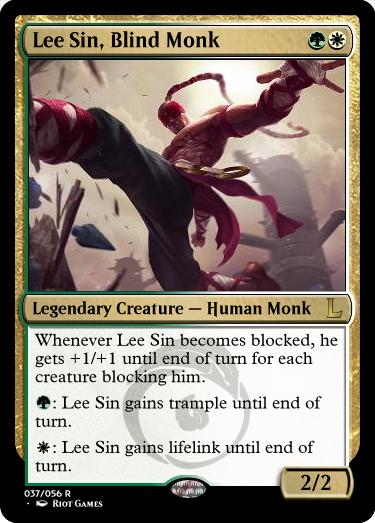 Lee Sin, Blind Monk
Legendary Creature — Human Monk
L
Whenever Lee Sin becomes blocked, he
gets +1/+1 until end of turn for each
creature blocking him.
: Lee Sin gains trample until end of
turn.
: Lee Sin gains lifelink until end of
turn.
2/2
037/056 R
· Riot Games